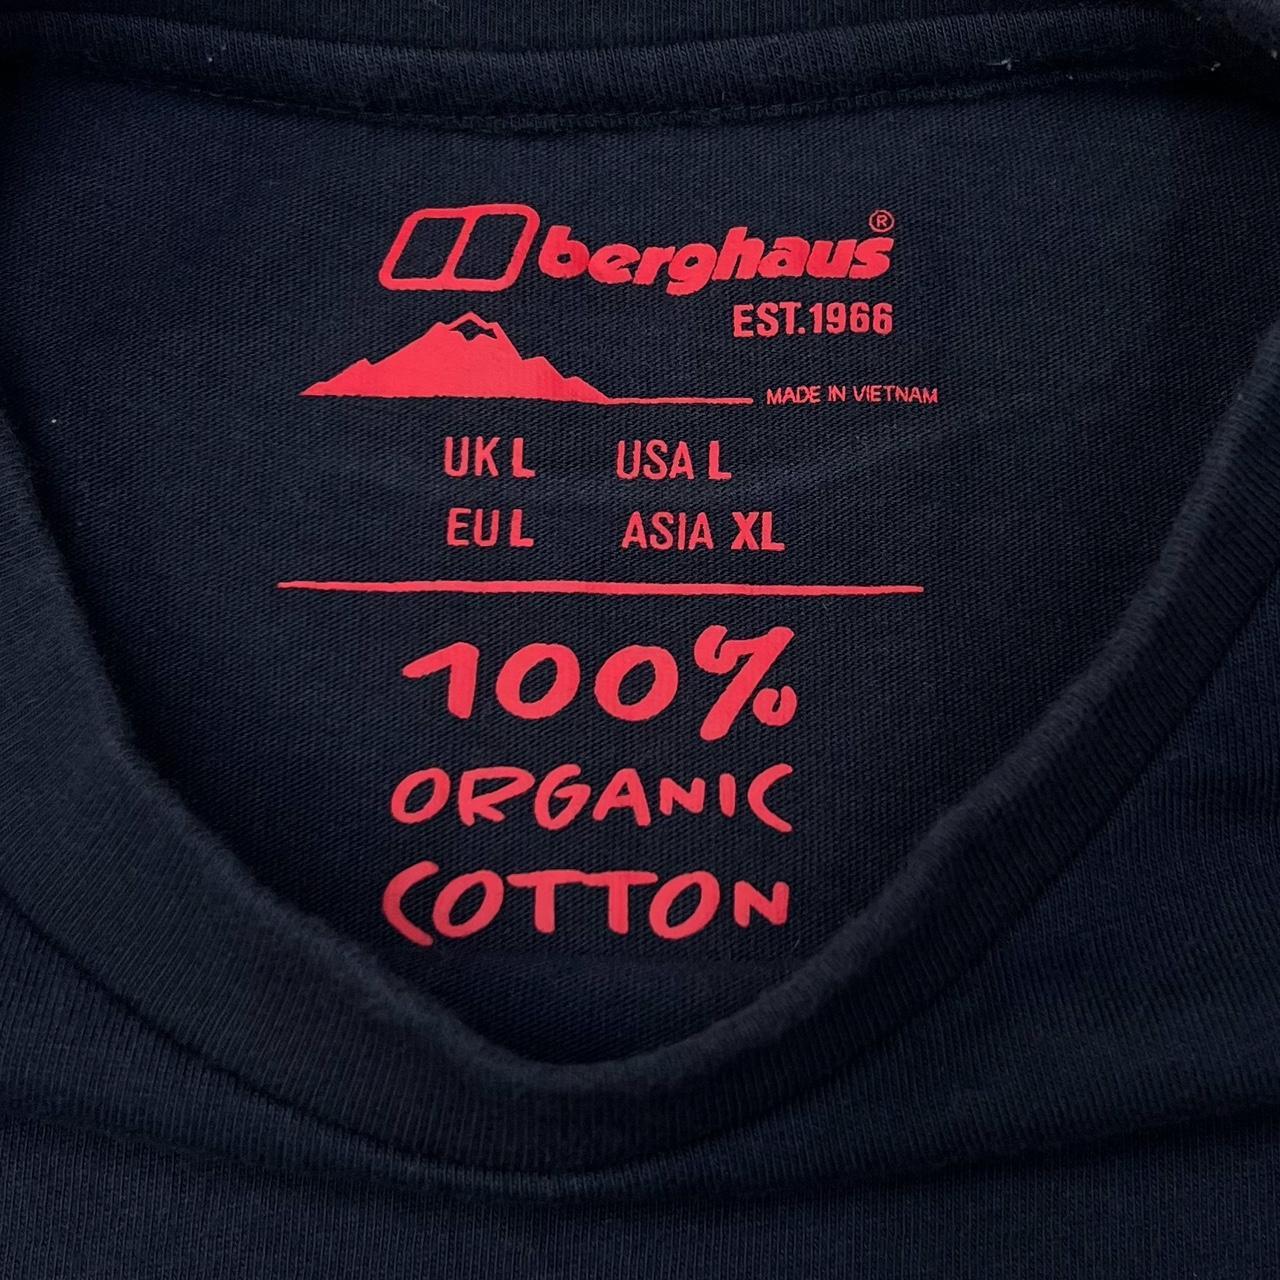 berghaus®
EST.1966
MADE IN VIETNAM
UK L USA L
EU L ASIA XL
100%
ORGANIC
COTTON